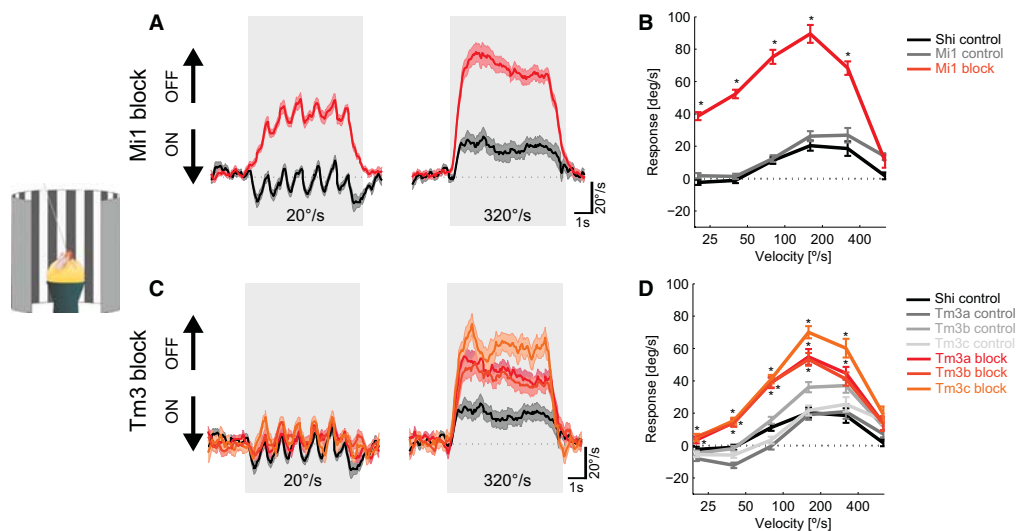 A
Mi1 block
OFF
ON
20°/s
320°/s
20°/s
1s
B
Response [deg/s]
100
80
60
40
20
0
−20
* * * * *
25 50 100 200 400
Velocity [º/s]
Shi control
Mi1 control
Mi1 block
C
Tm3 block
OFF
ON
20°/s
320°/s
20°/s
1s
D
Response [deg/s]
100
80
60
40
20
0
−20
25 50 100 200 400
Velocity [º/s]
Shi control
Tm3a control
Tm3b control
Tm3c control
Tm3a block
Tm3b block
Tm3c block